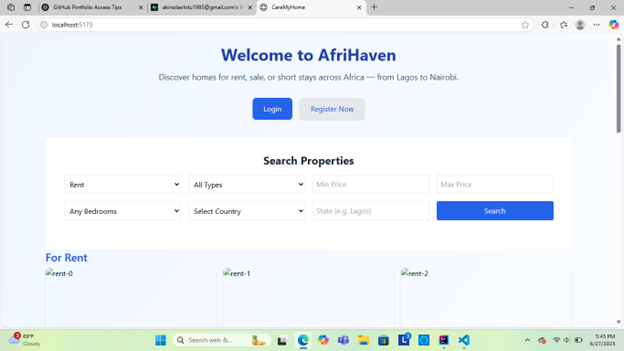 GitHub Portfolio Access Tips
akinolaolotu1995@gmail.com's
CareMyHome
localhost:5173
Welcome to AfriHaven
Discover homes for rent, sale, or short stays across Africa — from Lagos to Nairobi.
Login Register Now
Search Properties
Rent All Types Min Price Max Price
Any Bedrooms Select Country State (e.g. Lagos) Search
For Rent
rent-0 rent-1 rent-2
Cloudy
Search
5:45 PM
8/27/2025